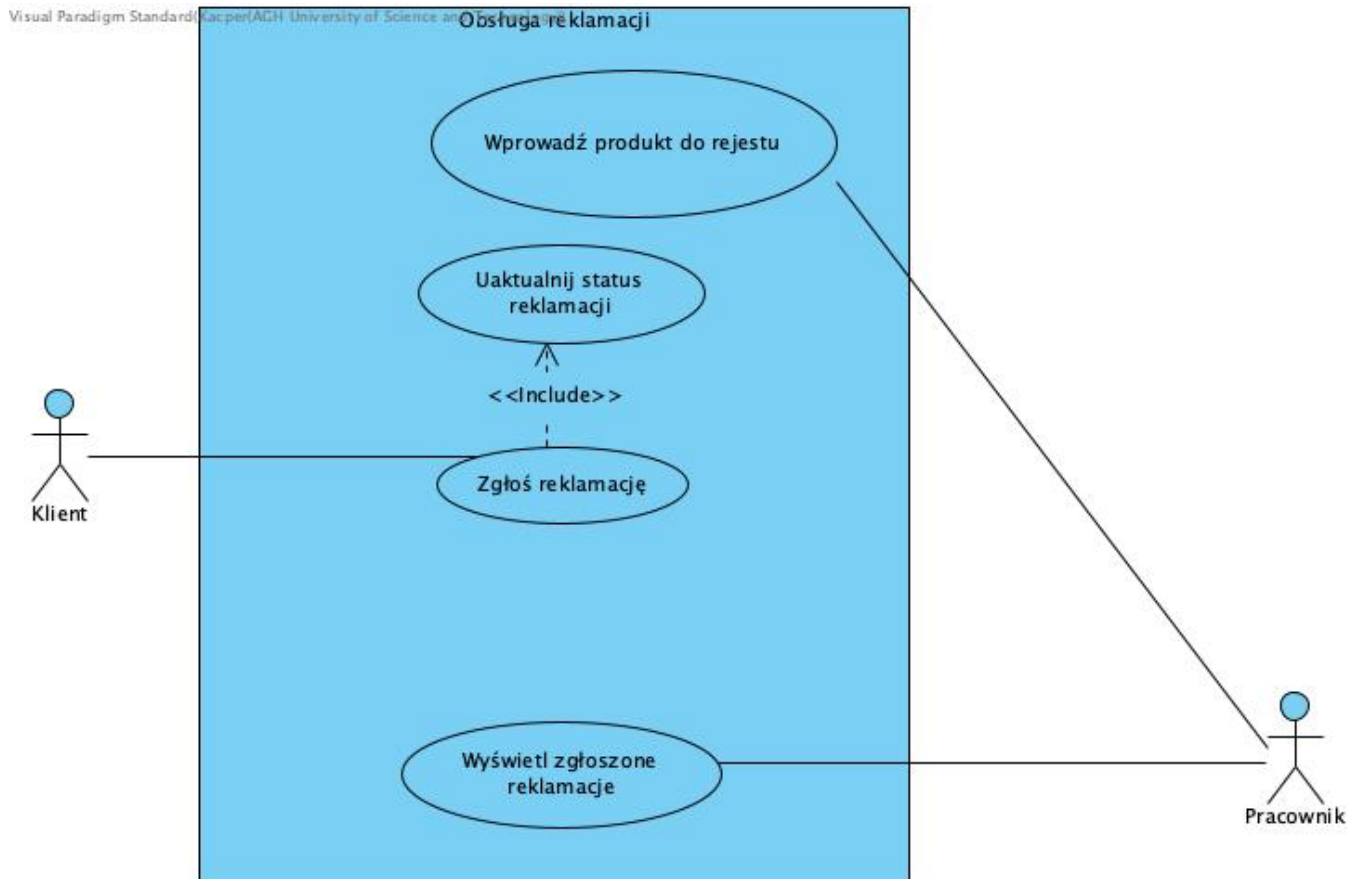 Visual Paradigm Standard(Kacper(AGH University of Science and Technology))
Obsługa reklamacji
Wprowadź produkt do rejestu
Uaktualnij status
reklamacji
<<Include>>
Zgłoś reklamację
Klient
Wyświetl zgłoszone
reklamacje
Pracownik